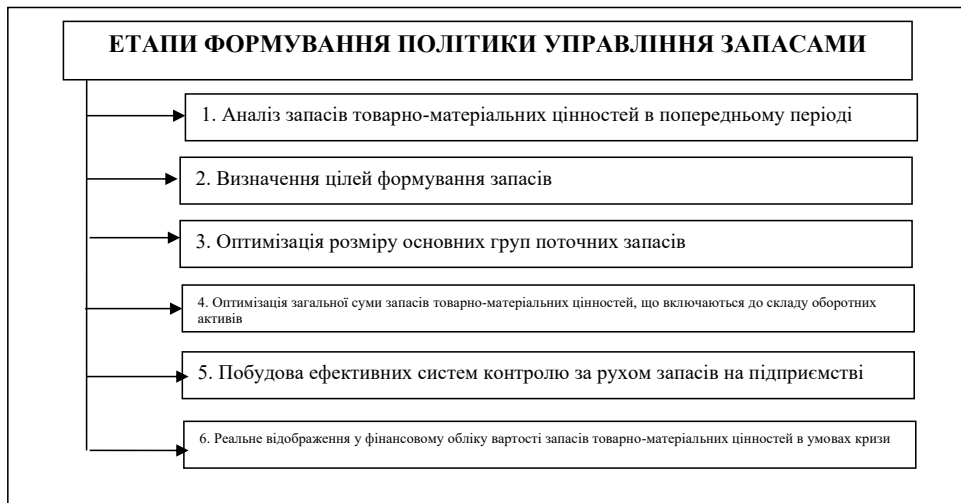 ЕТАПИ ФОРМУВАННЯ ПОЛІТИКИ УПРАВЛІННЯ ЗАПАСАМИ
1. Аналіз запасів товарно-матеріальних цінностей в попередньому періоді
2. Визначення цілей формування запасів
3. Оптимізація розміру основних груп поточних запасів
4. Оптимізація загальної суми запасів товарно-матеріальних цінностей, що включаються до складу оборотних
активів
5. Побудова ефективних систем контролю за рухом запасів на підприємстві
6. Реальне відображення у фінансовому обліку вартості запасів товарно-матеріальних цінностей в умовах кризи